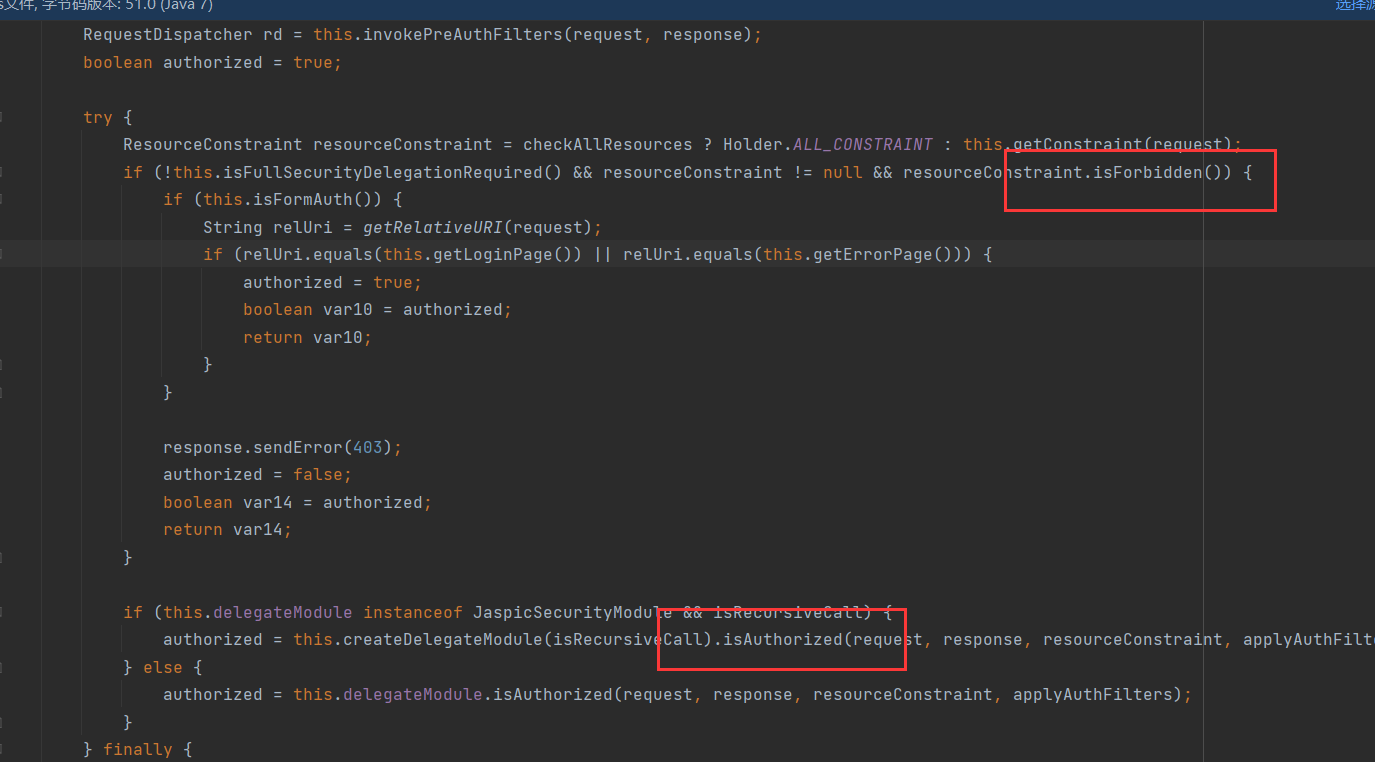 s文件, 字节码版本: 51.0 (Java 7) 选择源
RequestDispatcher rd = this.invokePreAuthFilters(request, response);
boolean authorized = true;
try {
ResourceConstraint resourceConstraint = checkAllResources ? Holder.ALL_CONSTRAINT : this.getConstraint(request);
if (!this.isFullSecurityDelegationRequired() && resourceConstraint != null && resourceConstraint.isForbidden()) {
if (this.isFormAuth()) {
String relUri = getRelativeURI(request);
if (relUri.equals(this.getLoginPage()) || relUri.equals(this.getErrorPage())) {
authorized = true;
boolean var10 = authorized;
return var10;
}
}
response.sendError(403);
authorized = false;
boolean var14 = authorized;
return var14;
}
if (this.delegateModule instanceof JaspicSecurityModule && isRecursiveCall) {
authorized = this.createDelegateModule(isRecursiveCall).isAuthorized(request, response, resourceConstraint, applyAuthFilte
} else {
authorized = this.delegateModule.isAuthorized(request, response, resourceConstraint, applyAuthFilters);
}
} finally {